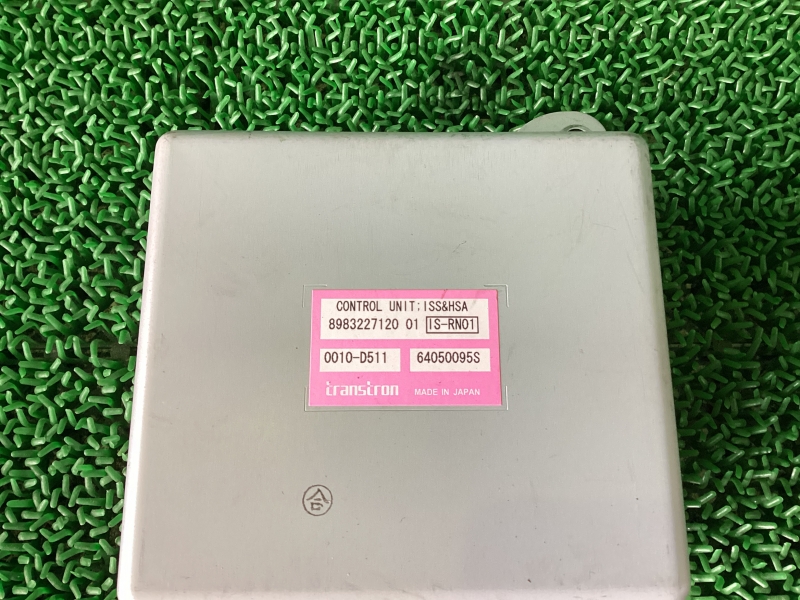 CONTROL UNIT;ISS&HSA
8983227120 01 IS-RN01
0010-D511 64050095S
transtron MADE IN JAPAN
合